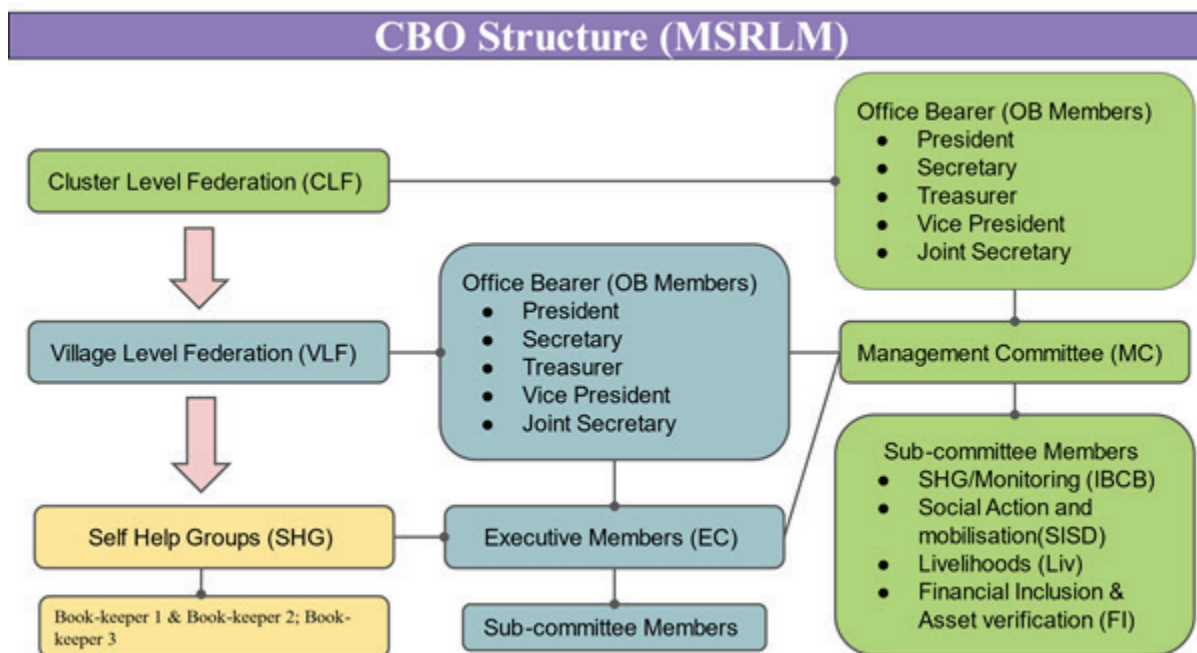 CBO Structure (MSRLM)
Cluster Level Federation (CLF)
Office Bearer (OB Members)
● President
● Secretary
● Treasurer
● Vice President
● Joint Secretary
Village Level Federation (VLF)
Office Bearer (OB Members)
● President
● Secretary
● Treasurer
● Vice President
● Joint Secretary
Management Committee (MC)
Self Help Groups (SHG)
Executive Members (EC)
Sub-committee Members
● SHG/Monitoring (IBCB)
● Social Action and
mobilisation(SISD)
● Livelihoods (Liv)
● Financial Inclusion &
Asset verification (FI)
Book-keeper 1 & Book-keeper 2; Book-
keeper 3
Sub-committee Members